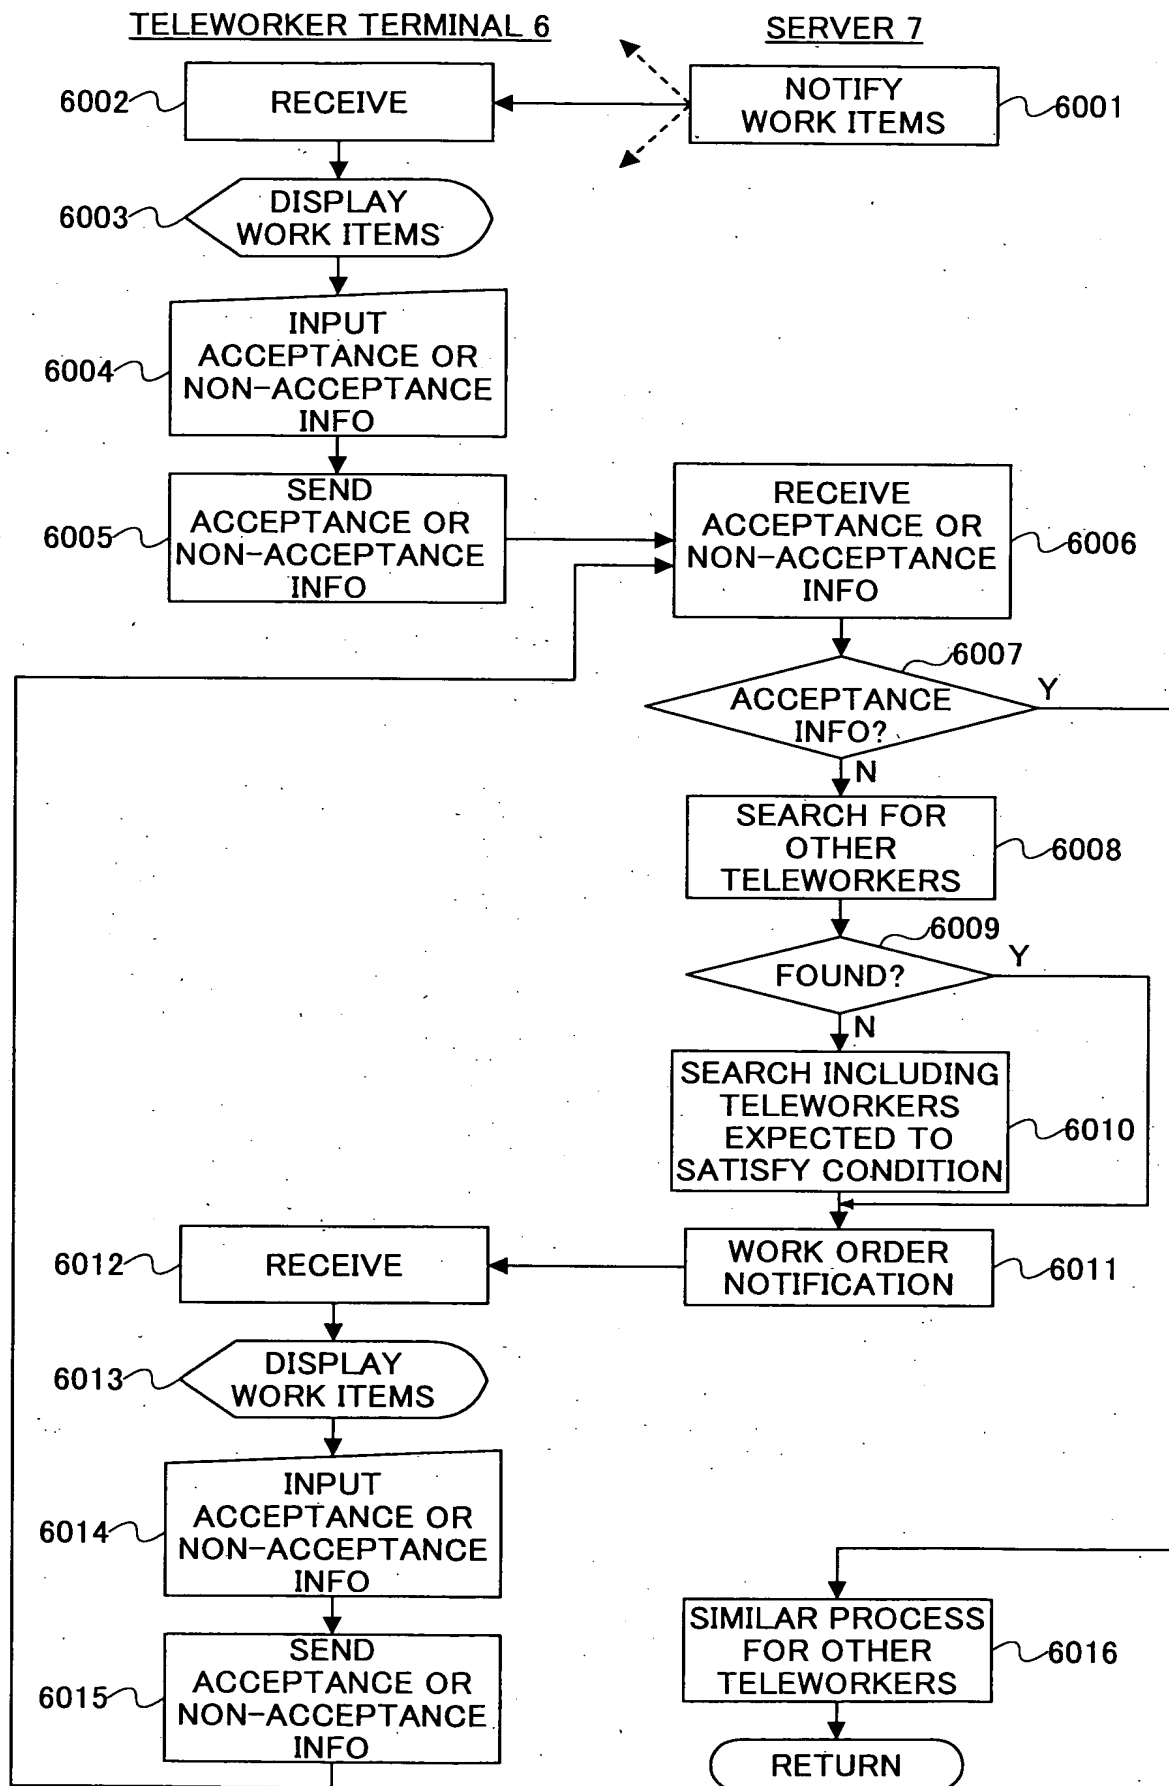 TELEWORKER TERMINAL 6
SERVER 7
6002
RECEIVE
NOTIFY
WORK ITEMS
6001
6003
DISPLAY
WORK ITEMS
6004
INPUT
ACCEPTANCE OR
NON-ACCEPTANCE
INFO
6005
SEND
ACCEPTANCE OR
NON-ACCEPTANCE
INFO
RECEIVE
ACCEPTANCE OR
NON-ACCEPTANCE
INFO
6006
6007
ACCEPTANCE
INFO?
Y
N
SEARCH FOR
OTHER
TELEWORKERS
6008
6009
FOUND?
Y
N
SEARCH INCLUDING
TELEWORKERS
EXPECTED TO
SATISFY CONDITION
6010
6012
RECEIVE
WORK ORDER
NOTIFICATION
6011
6013
DISPLAY
WORK ITEMS
6014
INPUT
ACCEPTANCE OR
NON-ACCEPTANCE
INFO
6015
SEND
ACCEPTANCE OR
NON-ACCEPTANCE
INFO
SIMILAR PROCESS
FOR OTHER
TELEWORKERS
6016
RETURN